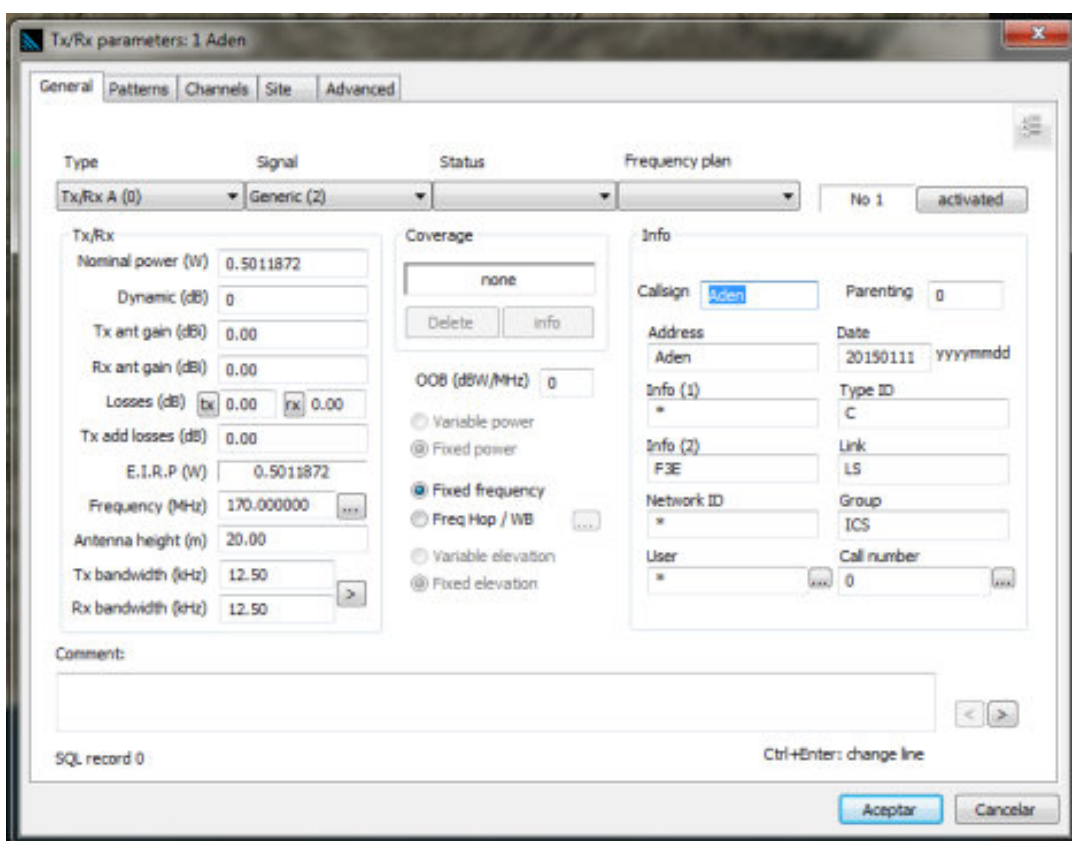 Tx/Rx parameters: 1 Aden
General Patterns Channels Site Advanced
Type Signal Status Frequency plan
Tx/Rx A (0) Generic (2) No 1 activated
Tx/Rx
Nominal power (W) 0.5011872
Dynamic (dB) 0
Tx ant gain (dBi) 0.00
Rx ant gain (dBi) 0.00
Losses (dB) tx 0.00 rx 0.00
Tx add losses (dB) 0.00
E.I.R.P (W) 0.5011872
Frequency (MHz) 170.000000 ...
Antenna height (m) 20.00
Tx bandwidth (kHz) 12.50
>
Rx bandwidth (kHz) 12.50
Coverage
none
Delete info
OOB (dBW/MHz) 0
Variable power
Fixed power
Fixed frequency
Freq Hop / WB ...
Variable elevation
Fixed elevation
Info
Callsign Aden Parenting 0
Address Date
Aden 20150111 yyyymmdd
Info (1) Type ID
* C
Info (2) Link
F3E LS
Network ID Group
* ICS
User Call number
* ... 0 ...
Comment:
< >
SQL record 0 Ctrl+Enter: change line
Aceptar Cancelar